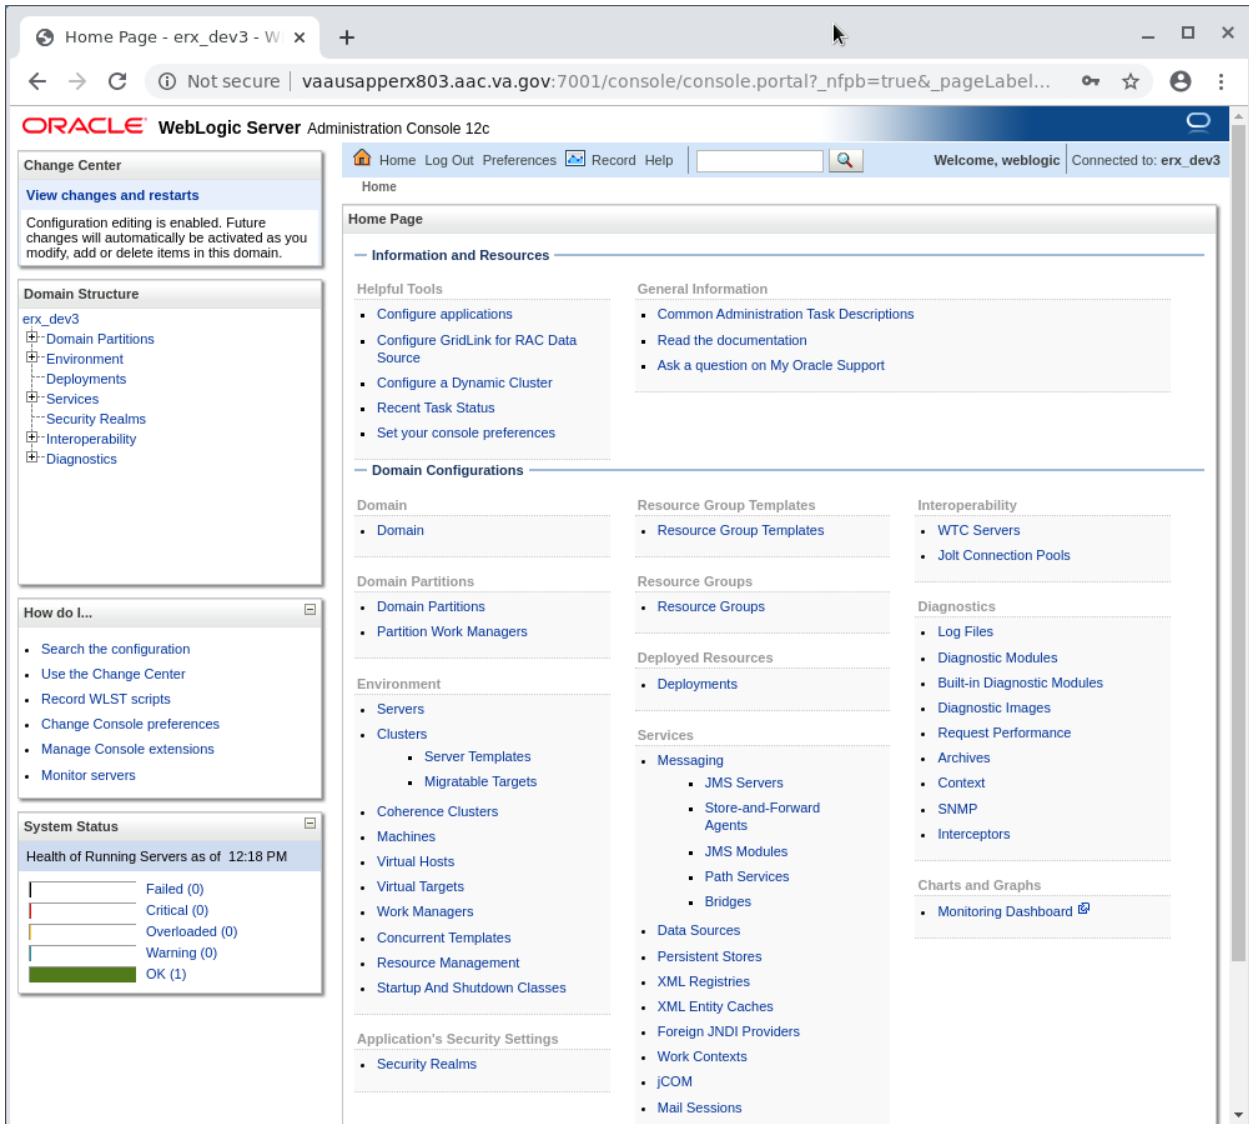 Home Page - erx_dev3 - W
Not secure
vaausapperx803.aac.va.gov:7001/console/console.portal?_nfpb=true&_pageLabel...
ORACLE WebLogic Server Administration Console 12c
Change Center
View changes and restarts
Configuration editing is enabled. Future
changes will automatically be activated as you
modify, add or delete items in this domain.
Domain Structure
erx_dev3
Domain Partitions
Environment
Deployments
Services
Security Realms
Interoperability
Diagnostics
How do I...
Search the configuration
Use the Change Center
Record WLST scripts
Change Console preferences
Manage Console extensions
Monitor servers
System Status
Health of Running Servers as of 12:18 PM
Failed (0)
Critical (0)
Overloaded (0)
Warning (0)
OK (1)
Home Log Out Preferences Record Help
Welcome, weblogic
Connected to: erx_dev3
Home
Home Page
Information and Resources
Helpful Tools
Configure applications
Configure GridLink for RAC Data
Source
Configure a Dynamic Cluster
Recent Task Status
Set your console preferences
General Information
Common Administration Task Descriptions
Read the documentation
Ask a question on My Oracle Support
Domain Configurations
Domain
Domain
Domain Partitions
Domain Partitions
Partition Work Managers
Environment
Servers
Clusters
Server Templates
Migratable Targets
Coherence Clusters
Machines
Virtual Hosts
Virtual Targets
Work Managers
Concurrent Templates
Resource Management
Startup And Shutdown Classes
Application's Security Settings
Security Realms
Resource Group Templates
Resource Group Templates
Resource Groups
Resource Groups
Deployed Resources
Deployments
Services
Messaging
JMS Servers
Store-and-Forward
Agents
JMS Modules
Path Services
Bridges
Data Sources
Persistent Stores
XML Registries
XML Entity Caches
Foreign JNDI Providers
Work Contexts
jCOM
Mail Sessions
Interoperability
WTC Servers
Jolt Connection Pools
Diagnostics
Log Files
Diagnostic Modules
Built-in Diagnostic Modules
Diagnostic Images
Request Performance
Archives
Context
SNMP
Interceptors
Charts and Graphs
Monitoring Dashboard